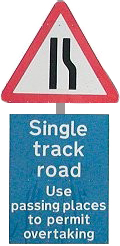 Single
track
road
Use
passing places
to permit
overtaking